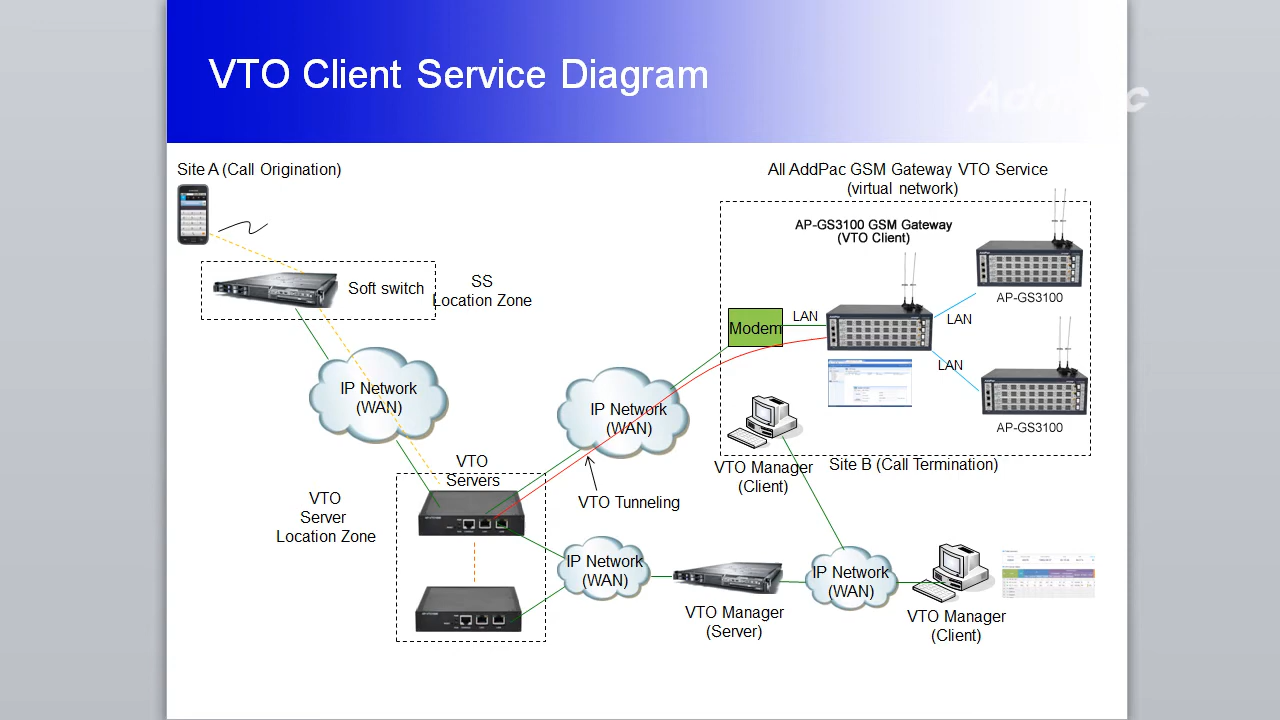 VTO Client Service Diagram
AddPac
Site A (Call Origination)
All AddPac GSM Gateway VTO Service
(virtual network)
AP-GS3100 GSM Gateway
(VTO Client)
Soft switch
SS
Location Zone
AP-GS3100
Modem
LAN
LAN
LAN
IP Network
(WAN)
IP Network
(WAN)
AP-GS3100
VTO
Servers
VTO Manager
(Client)
Site B (Call Termination)
VTO
Server
Location Zone
VTO Tunneling
IP Network
(WAN)
IP Network
(WAN)
VTO Manager
(Server)
VTO Manager
(Client)